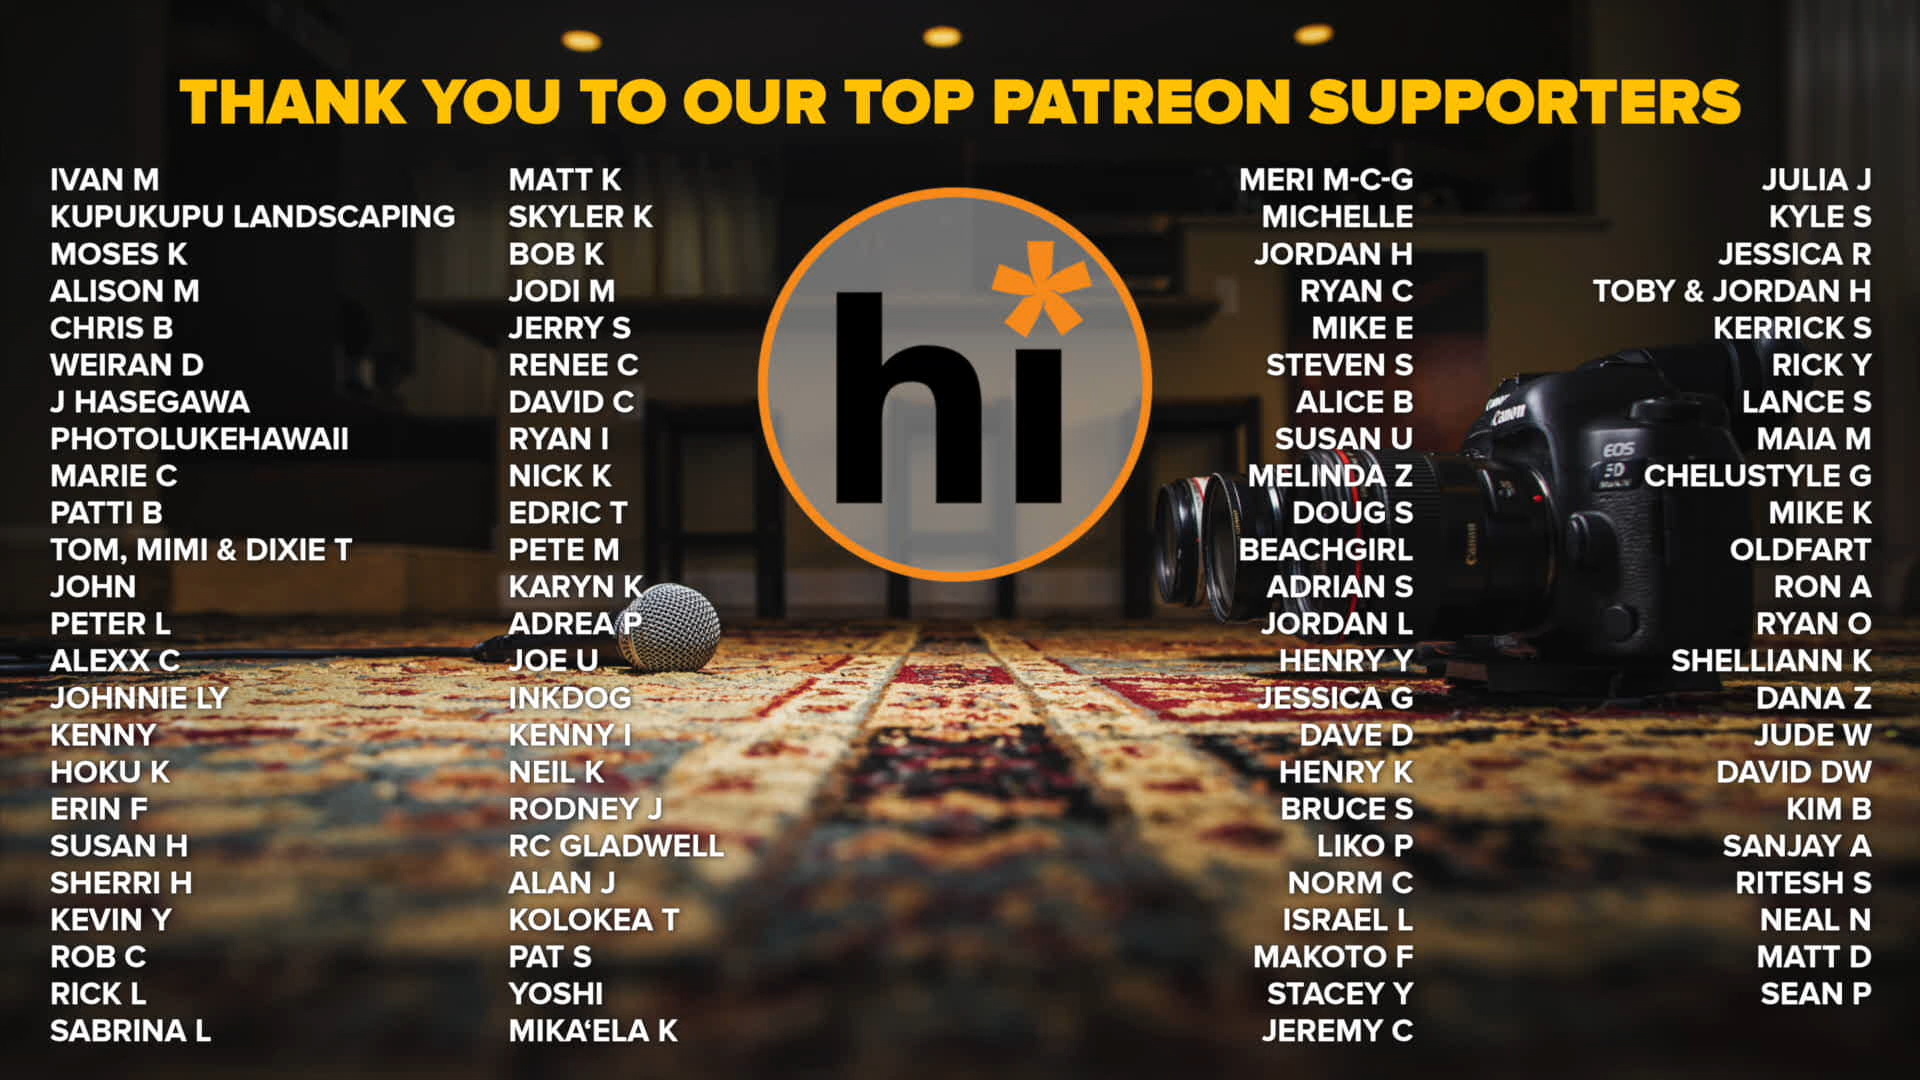 THANK YOU TO OUR TOP PATREON SUPPORTERS
IVAN M
KUPUKUPU LANDSCAPING
MOSES K
ALISON M
CHRIS B
WEIRAN D
J HASEGAWA
PHOTOLUKEHAWAII
MARIE C
PATTI B
TOM, MIMI & DIXIE T
JOHN
PETER L
ALEXX C
JOHNNIE LY
KENNY
HOKU K
ERIN F
SUSAN H
SHERRI H
KEVIN Y
ROB C
RICK L
SABRINA L
MATT K
SKYLER K
BOB K
JODI M
JERRY S
RENEE C
DAVID C
RYAN I
NICK K
EDRIC T
PETE M
KARYN K
ADREA P
JOE U
INKDOG
KENNY I
NEIL K
RODNEY J
RC GLADWELL
ALAN J
KOLOKEA T
PAT S
YOSHI
MIKA‘ELA K
hi*
MERI M-C-G
MICHELLE
JORDAN H
RYAN C
MIKE E
STEVEN S
ALICE B
SUSAN U
MELINDA Z
DOUG S
BEACHGIRL
ADRIAN S
JORDAN L
HENRY Y
JESSICA G
DAVE D
HENRY K
BRUCE S
LIKO P
NORM C
ISRAEL L
MAKOTO F
STACEY Y
JEREMY C
JULIA J
KYLE S
JESSICA R
TOBY & JORDAN H
KERRICK S
RICK Y
LANCE S
MAIA M
CHELUSTYLE G
MIKE K
OLDFART
RON A
RYAN O
SHELLIANN K
DANA Z
JUDE W
DAVID DW
KIM B
SANJAY A
RITESH S
NEAL N
MATT D
SEAN P
Canon
EOS
5D
Canon